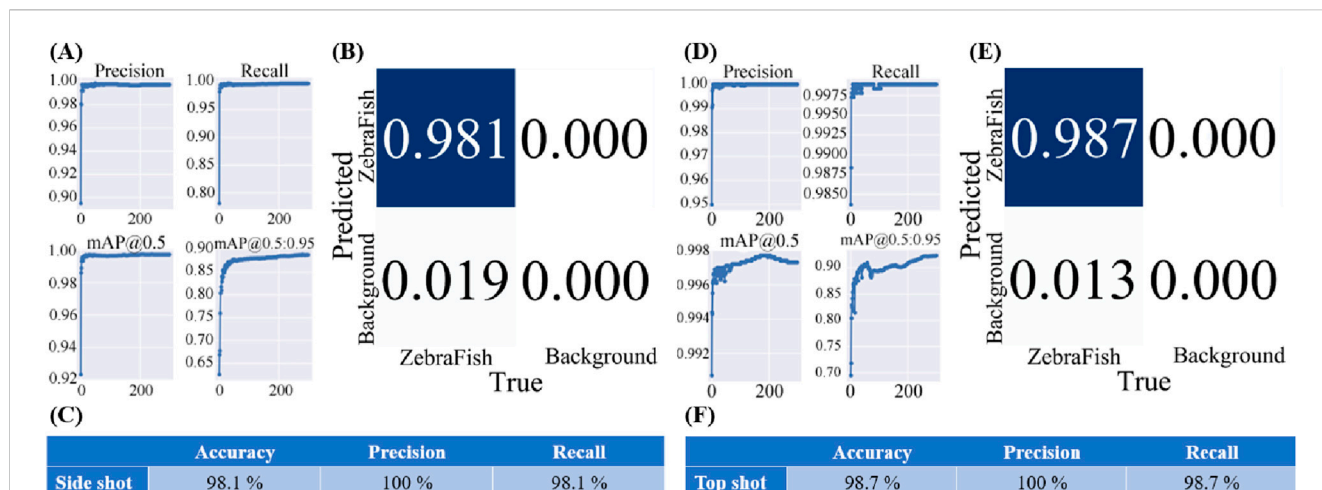 (A)
Precision
1.00
0.98
0.96
0.94
0.92
0.90
0
200
Recall
1.00
0.95
0.90
0.85
0.80
0
200
mAP@0.5
1.00
0.98
0.96
0.94
0.92
0
200
mAP@0.5:0.95
0.90
0.85
0.80
0.75
0.70
0.65
0
200
(B)
Predicted
ZebraFish
Background
0.981 0.000
0.019 0.000
ZebraFish Background
True
(C)
Accuracy Precision Recall
Side shot 98.1 % 100 % 98.1 %
(D)
Precision
1.00
0.99
0.98
0.97
0.96
0.95
0
200
Recall
0.9975
0.9950
0.9925
0.9900
0.9875
0.9850
0
200
mAP@0.5
0.998
0.996
0.994
0.992
0.991
0
200
mAP@0.5:0.95
0.90
0.85
0.80
0.75
0.70
0
200
(E)
Predicted
ZebraFish
Background
0.987 0.000
0.013 0.000
ZebraFish Background
True
(F)
Accuracy Precision Recall
Top shot 98.7 % 100 % 98.7 %